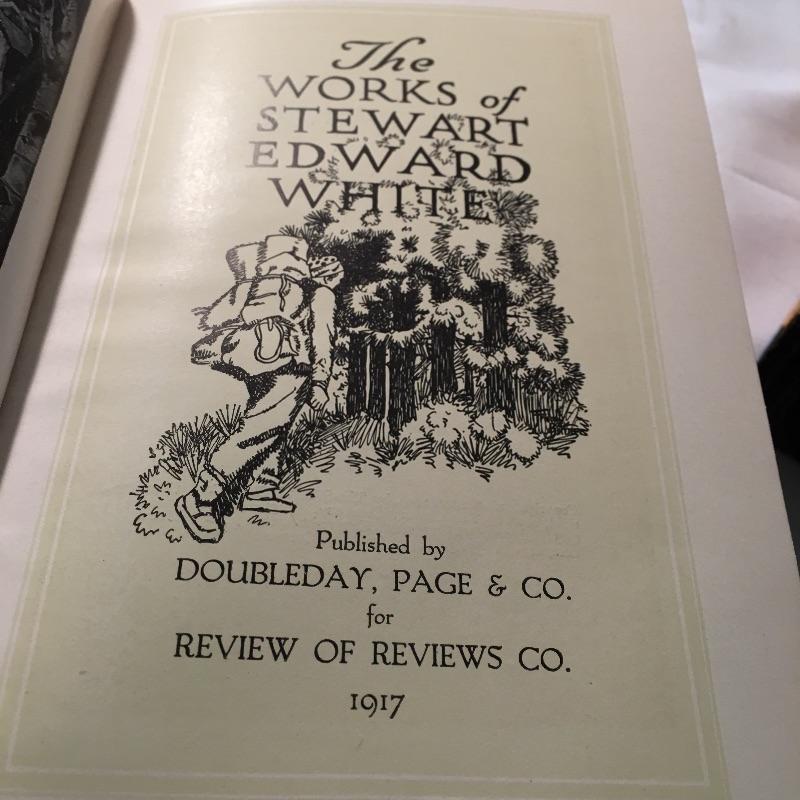 The
WORKS of
STEWART
EDWARD
WHITE
Published by
DOUBLEDAY, PAGE & CO.
for
REVIEW OF REVIEWS CO.
1917